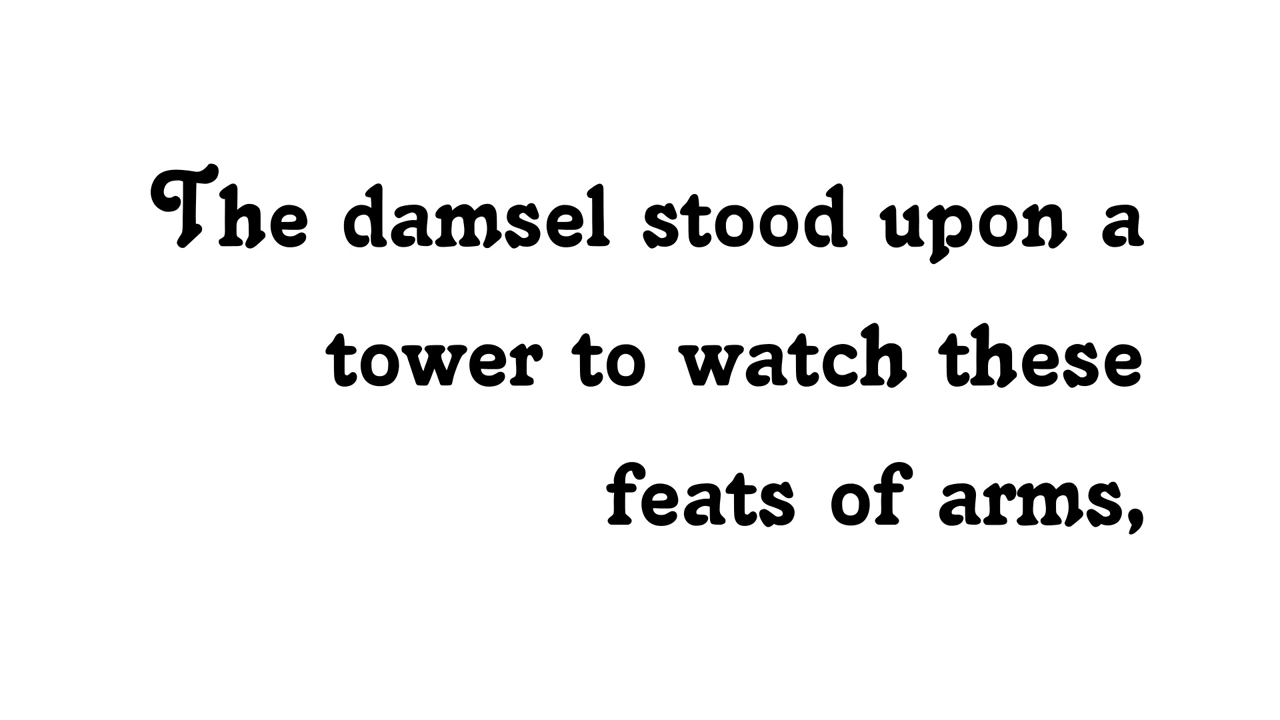 The damsel stood upon a
tower to watch these
feats of arms,